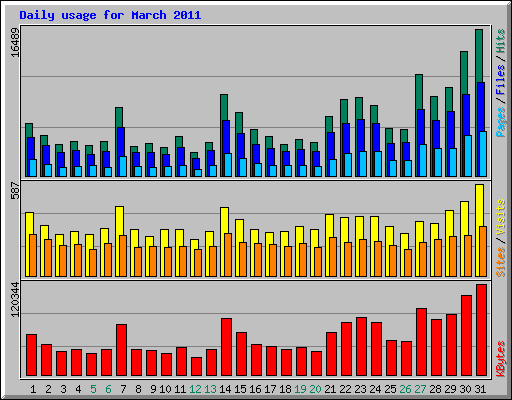 Daily usage for March 2011
16489
Pages / Files / Hits
587
Sites / Visits
120344
KBytes
1 2 3 4 5 6 7 8 9 10 11 12 13 14 15 16 17 18 19 20 21 22 23 24 25 26 27 28 29 30 31